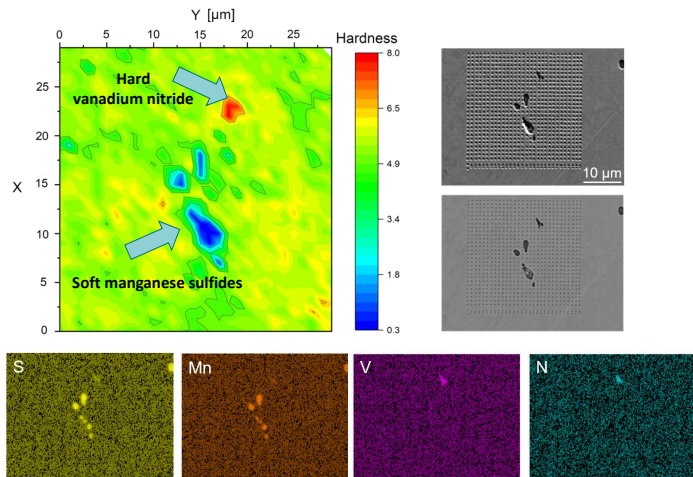 Y [µm]
0 5 10 15 20 25
Hardness
Hard
vanadium nitride
X
30
25
20
15
10
5
0
Soft manganese sulfides
8.0
6.5
4.9
3.4
1.8
0.3
10 µm
S
Mn
V
N